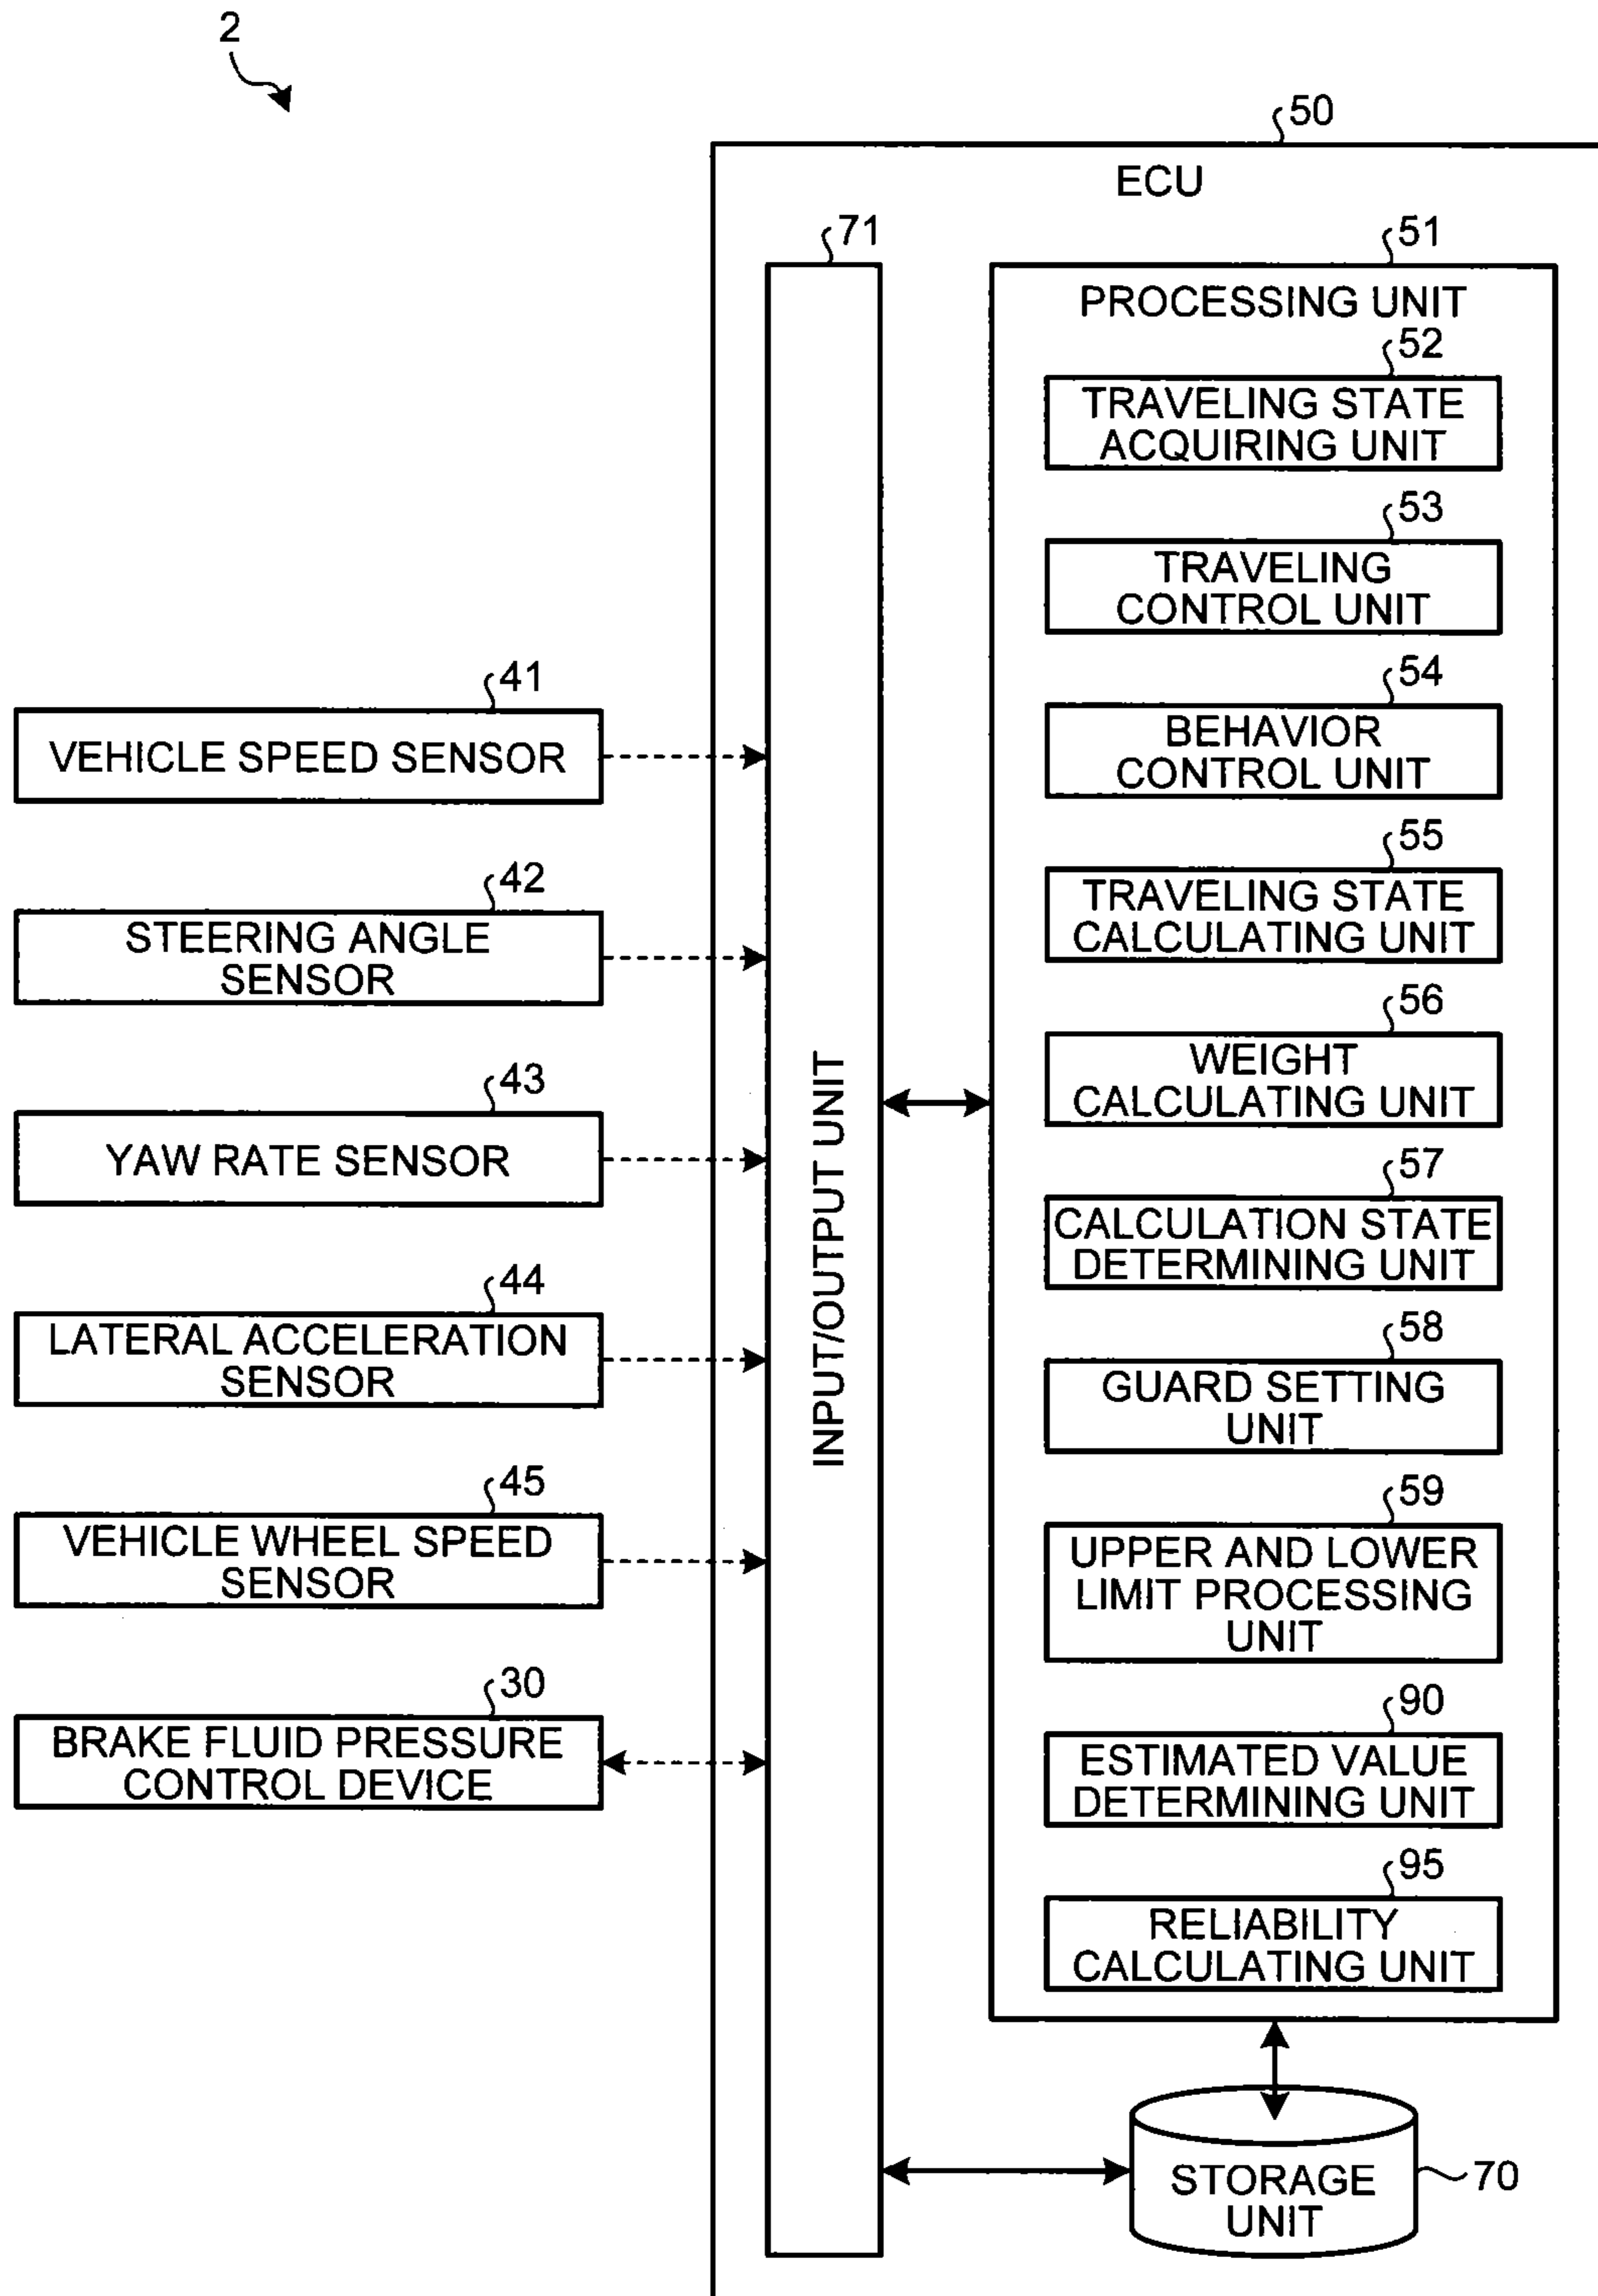 2
50
ECU
71
INPUT/OUTPUT UNIT
51
PROCESSING UNIT
52
TRAVELING STATE
ACQUIRING UNIT
53
TRAVELING
CONTROL UNIT
54
BEHAVIOR
CONTROL UNIT
55
TRAVELING STATE
CALCULATING UNIT
56
WEIGHT
CALCULATING UNIT
57
CALCULATION STATE
DETERMINING UNIT
58
GUARD SETTING
UNIT
59
UPPER AND LOWER
LIMIT PROCESSING
UNIT
90
ESTIMATED VALUE
DETERMINING UNIT
95
RELIABILITY
CALCULATING UNIT
41
VEHICLE SPEED SENSOR
42
STEERING ANGLE
SENSOR
43
YAW RATE SENSOR
44
LATERAL ACCELERATION
SENSOR
45
VEHICLE WHEEL SPEED
SENSOR
30
BRAKE FLUID PRESSURE
CONTROL DEVICE
STORAGE
UNIT
70